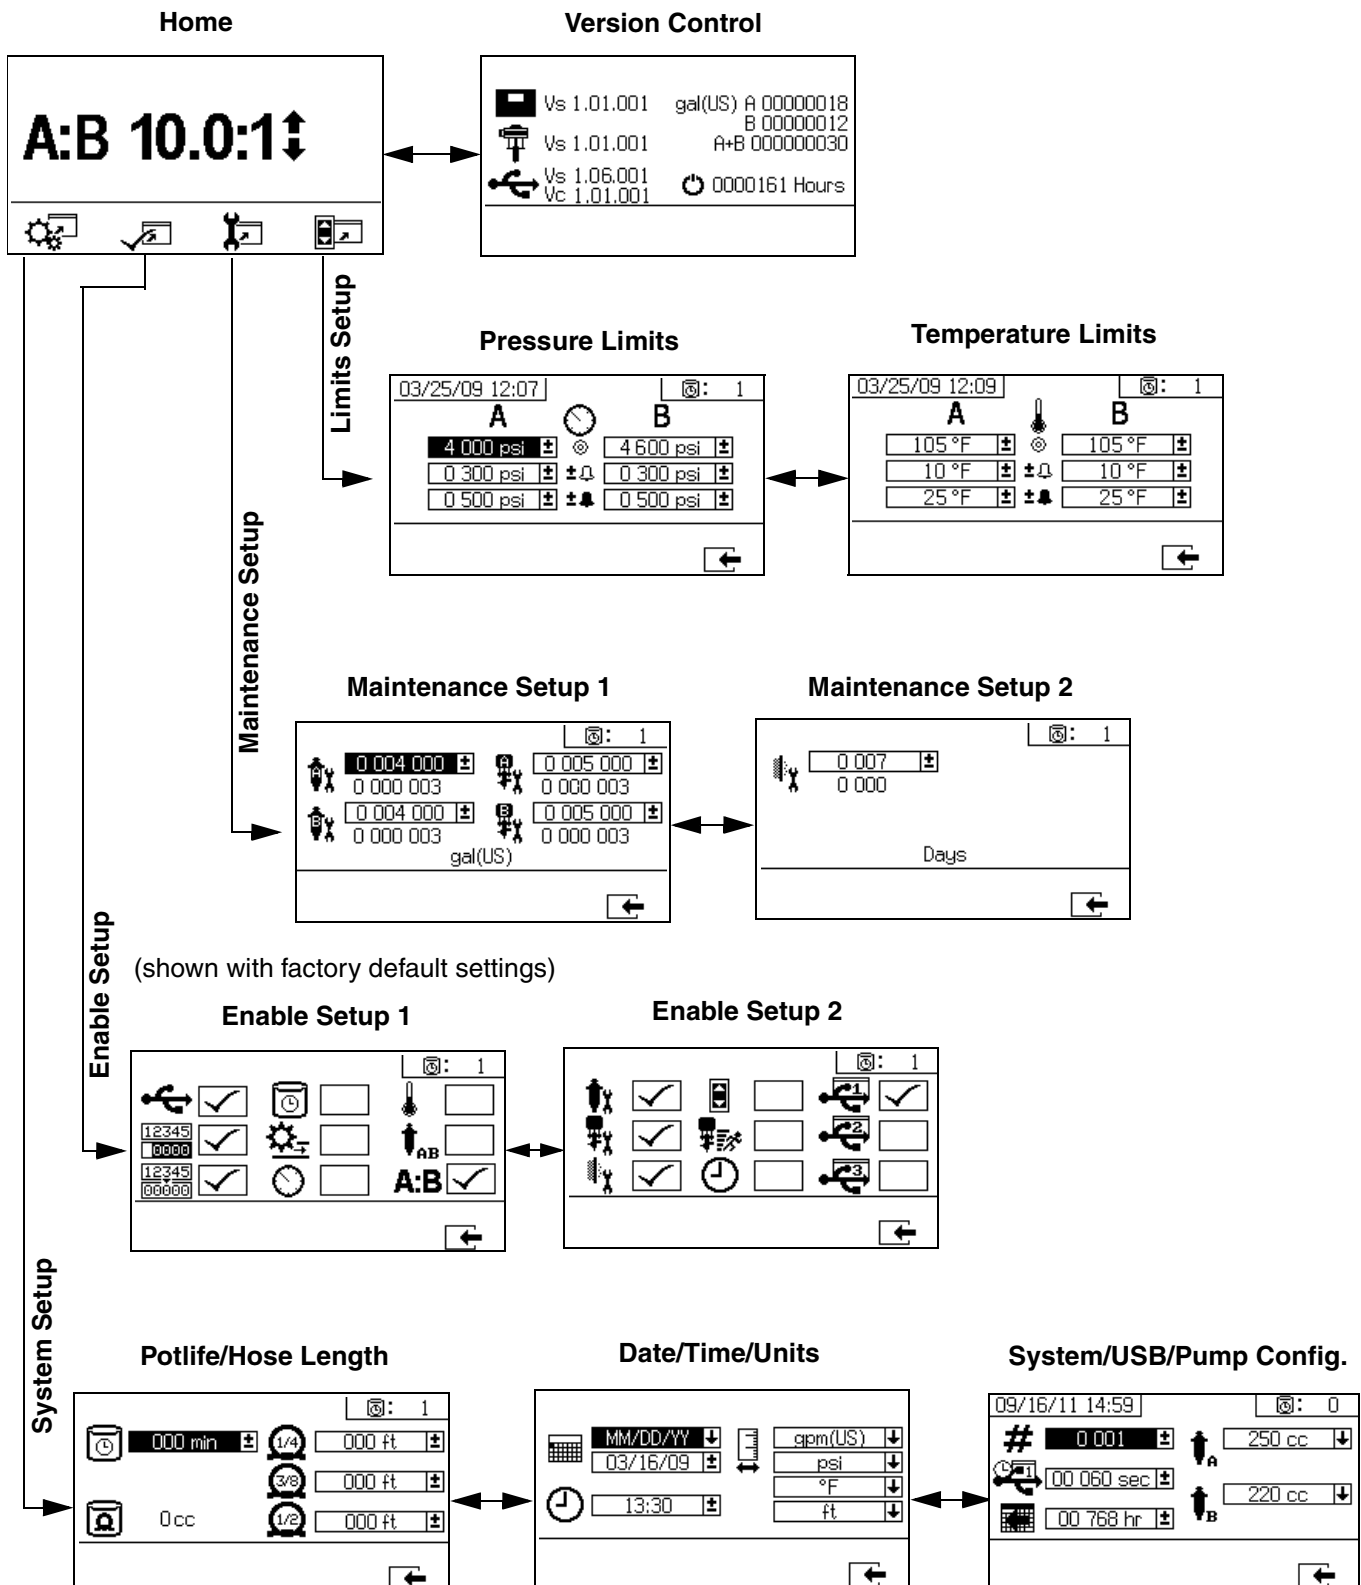 Home
Version Control
A:B 10.0:1
Vs 1.01.001
gal(US) A 00000018
B 00000012
Vs 1.01.001
A+B 000000030
Vs 1.06.001
Vc 1.01.001
0000161 Hours
Limits Setup
Pressure Limits
Temperature Limits
03/25/09 12:07
: 1
A
B
4 000 psi
4 600 psi
0 300 psi
0 300 psi
0 500 psi
0 500 psi
03/25/09 12:09
: 1
A
B
105 °F
105 °F
10 °F
10 °F
25 °F
25 °F
Maintenance Setup
Maintenance Setup 1
Maintenance Setup 2
: 1
A
0 004 000
A
0 005 000
0 000 003
0 000 003
B
0 004 000
B
0 005 000
0 000 003
0 000 003
gal(US)
: 1
0 007
0 000
Days
Enable Setup
(shown with factory default settings)
Enable Setup 1
Enable Setup 2
: 1
12345
0000
AB
12345
00000
A:B
: 1
1
2
3
System Setup
Potlife/Hose Length
Date/Time/Units
System/USB/Pump Config.
: 1
000 min
1/4
000 ft
3/8
000 ft
0 cc
1/2
000 ft
MM/DD/YY
gpm(US)
03/16/09
psi
°F
13:30
ft
09/16/11 14:59
: 0
#
0 001
A
250 cc
1
00 060 sec
B
220 cc
00 768 hr